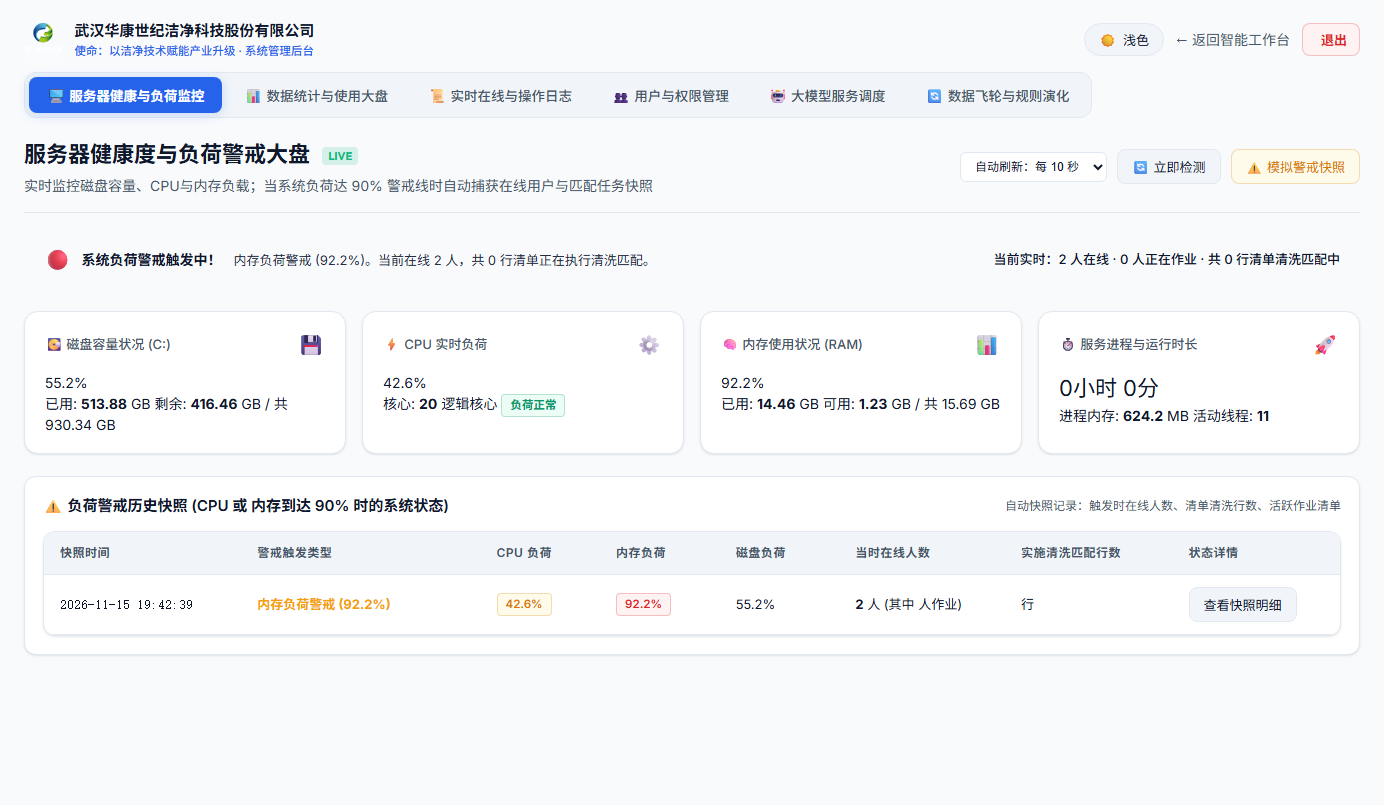 武汉华康世纪洁净科技股份有限公司
使命：以洁净技术赋能产业升级 · 系统管理后台
浅色
← 返回智能工作台
退出
服务器健康与负荷监控
数据统计与使用大盘
实时在线与操作日志
用户与权限管理
大模型服务调度
数据飞轮与规则演化
服务器健康度与负荷警戒大盘 LIVE
实时监控磁盘容量、CPU与内存负载；当系统负荷达 90% 警戒线时自动捕获在线用户与匹配任务快照
自动刷新：每 10 秒
立即检测
模拟警戒快照
系统负荷警戒触发中！ 内存负荷警戒 (92.2%)。当前在线 2 人，共 0 行清单正在执行清洗匹配。
当前实时：2 人在线 · 0 人正在作业 · 共 0 行清单清洗匹配中
磁盘容量状况 (C:)
55.2%
已用: 513.88 GB 剩余: 416.46 GB / 共
930.34 GB
CPU 实时负荷
42.6%
核心: 20 逻辑核心 负荷正常
内存使用状况 (RAM)
92.2%
已用: 14.46 GB 可用: 1.23 GB / 共 15.69 GB
服务进程与运行时长
0小时 0分
进程内存: 624.2 MB 活动线程: 11
负荷警戒历史快照 (CPU 或 内存到达 90% 时的系统状态)
自动快照记录：触发时在线人数、清单清洗行数、活跃作业清单
快照时间 警戒触发类型 CPU 负荷 内存负荷 磁盘负荷 当时在线人数 实施清洗匹配行数 状态详情
2026-11-15 19:42:39 内存负荷警戒 (92.2%) 42.6% 92.2% 55.2% 2 人 (其中 人作业) 行 查看快照明细